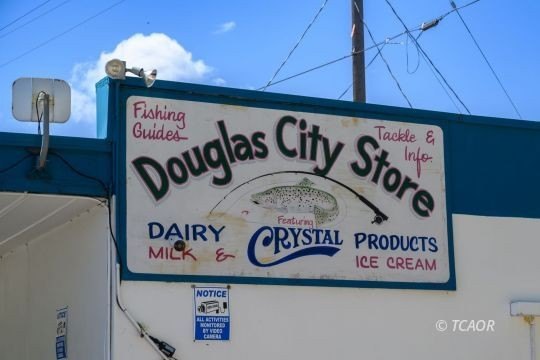 Fishing
Guides
Tackle &
Info
Douglas City Store
Featuring
DAIRY CRYSTAL PRODUCTS
MILK & ICE CREAM
NOTICE
ALL ACTIVITIES
MONITORED
BY VIDEO
CAMERA
© TCAOR